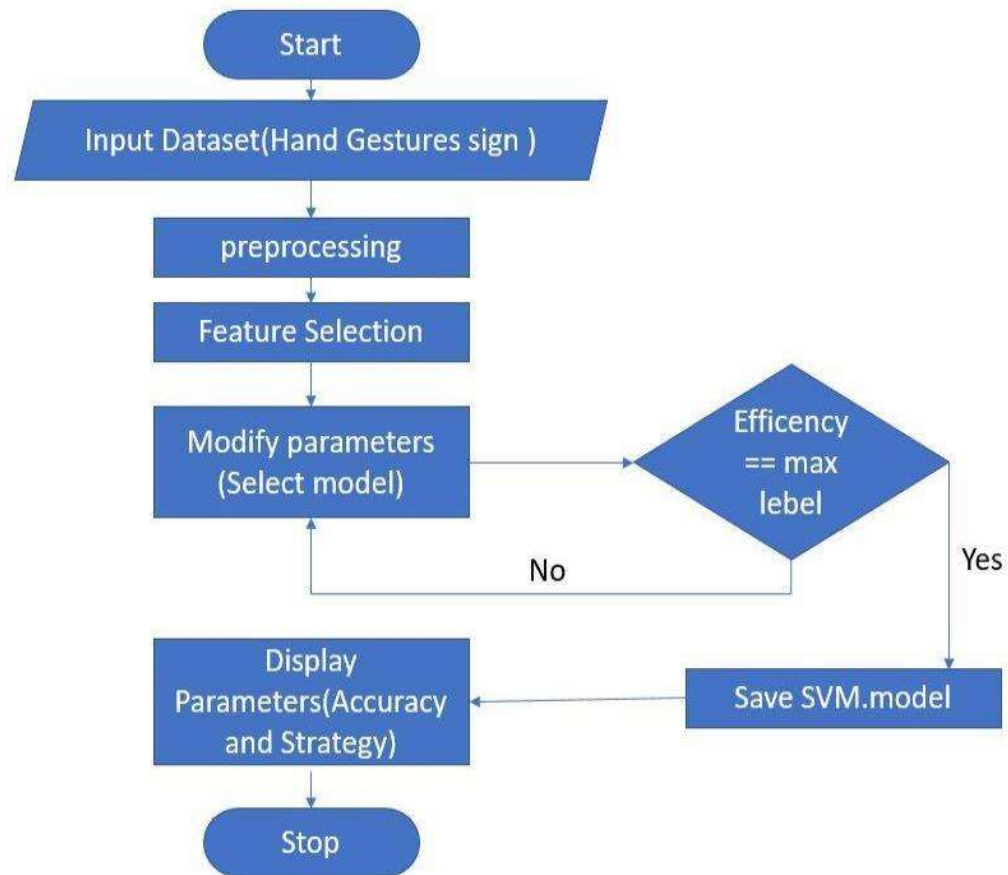 Start
Input Dataset(Hand Gestures sign )
preprocessing
Feature Selection
Modify parameters
(Select model)
Efficency
== max
lebel
No
Yes
Save SVM.model
Display
Parameters(Accuracy
and Strategy)
Stop